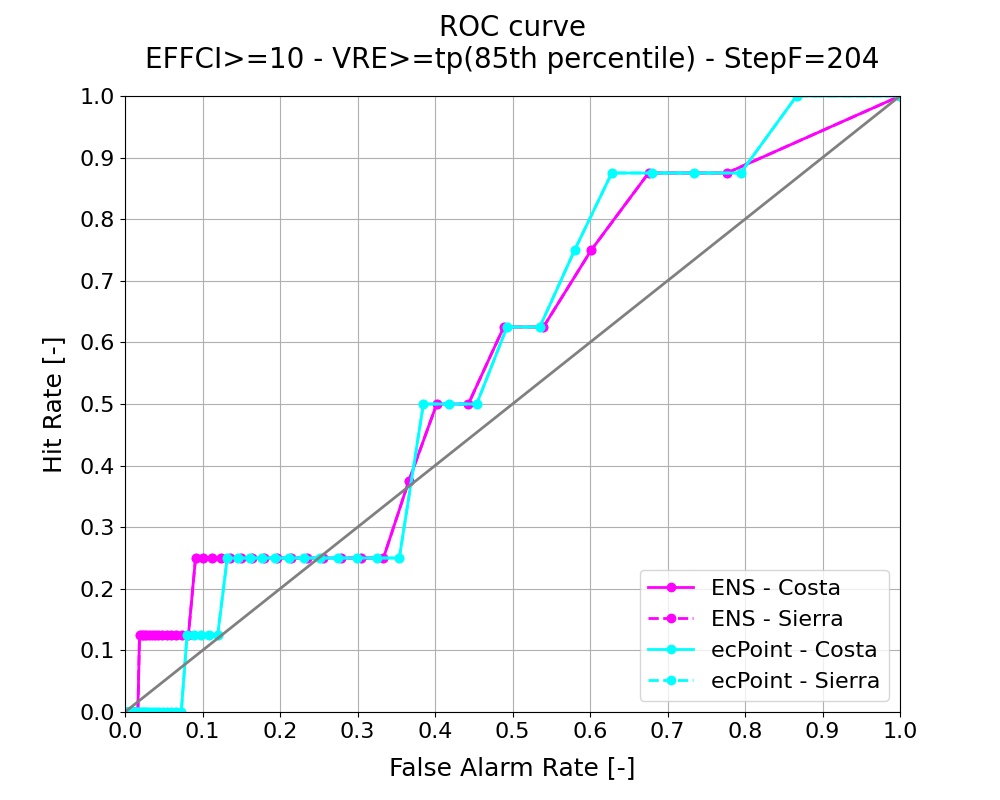 ROC curve
EFFCI>=10 - VRE>=tp(85th percentile) - StepF=204
1.0
0.9
0.8
0.7
0.6
0.5
0.4
0.3
0.2
0.1
0.0
Hit Rate [-]
ENS - Costa
ENS - Sierra
ecPoint - Costa
ecPoint - Sierra
0.0 0.1 0.2 0.3 0.4 0.5 0.6 0.7 0.8 0.9 1.0
False Alarm Rate [-]